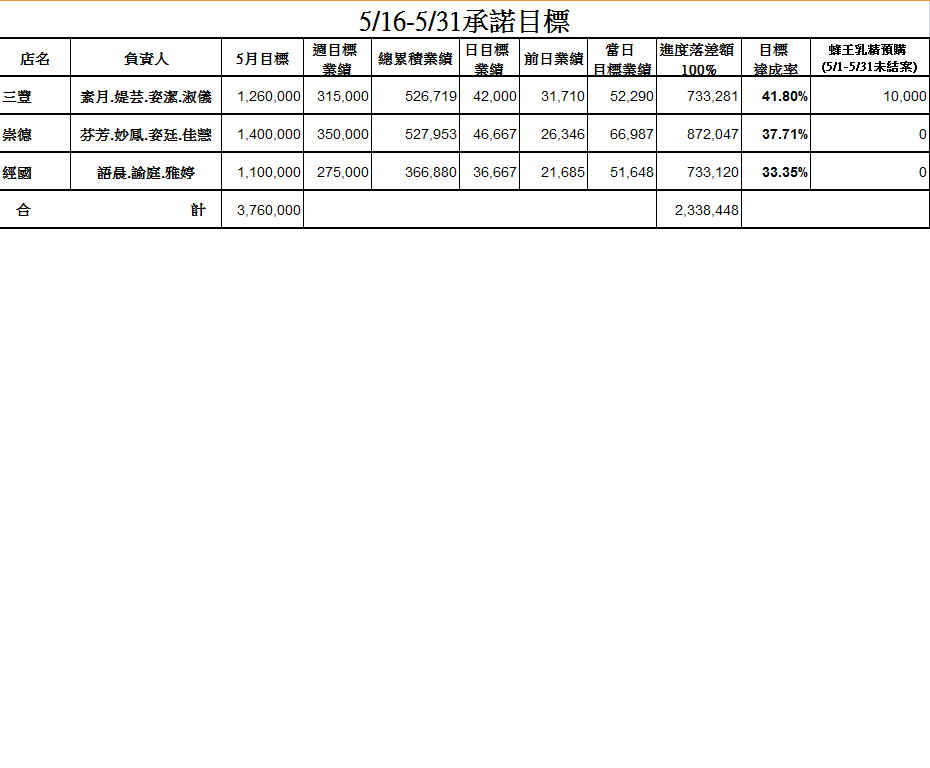 5/16-5/31承諾目標
店名 負責人 5月目標 週目標業績 總累積業績 日目標業績 前日業績 當日目標業績 進度落差額100% 目標達成率 蜂王乳精預購(5/1-5/31未結案)
三豐 素月.媞芸.姿潔.淑儀 1,260,000 315,000 526,719 42,000 31,710 52,290 733,281 41.80% 10,000
崇德 芬芳.妙鳳.姿廷.佳慧 1,400,000 350,000 527,953 46,667 26,346 66,987 872,047 37.71% 0
經國 語晨.諭庭.雅婷 1,100,000 275,000 366,880 36,667 21,685 51,648 733,120 33.35% 0
合 計 3,760,000 2,338,448